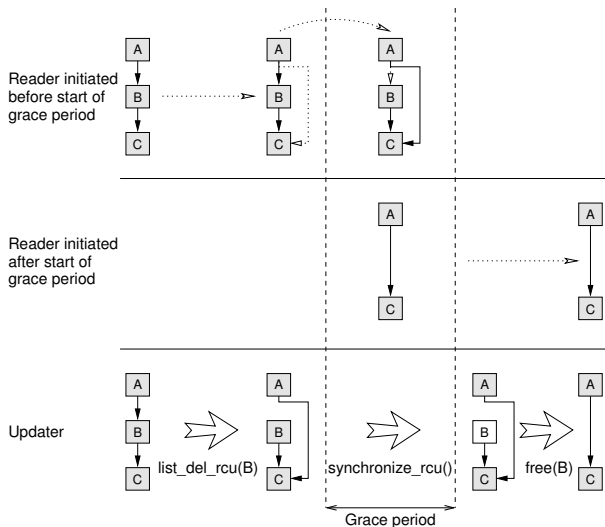 A A A
Reader initiated
before start of
grace period
B B B
C C C
A A
Reader initiated
after start of
grace period
C C
A A A A
Updater
B B B
list_del_rcu(B)
synchronize_rcu()
free(B)
C C C C
Grace period